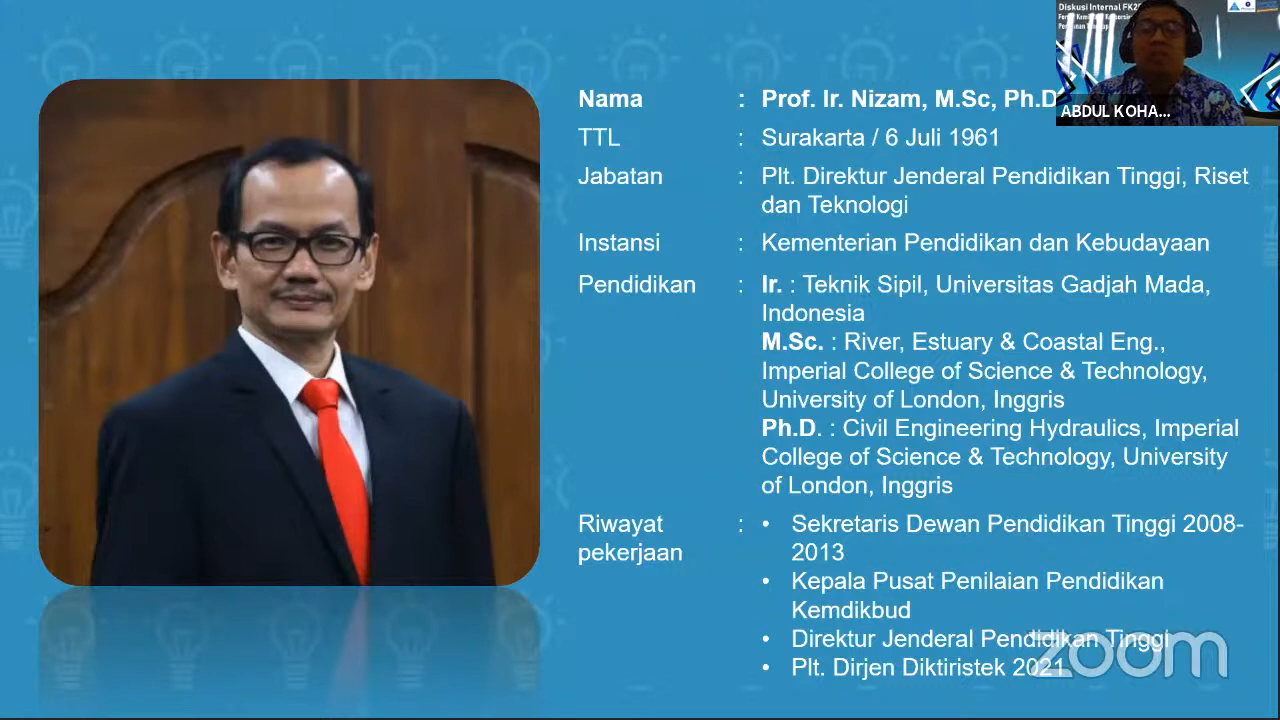 Diskusi Internal FK2
ABDUL KOHA...
Nama : Prof. Ir. Nizam, M.Sc, Ph.D
TTL : Surakarta / 6 Juli 1961
Jabatan : Plt. Direktur Jenderal Pendidikan Tinggi, Riset
dan Teknologi
Instansi : Kementerian Pendidikan dan Kebudayaan
Pendidikan : Ir. : Teknik Sipil, Universitas Gadjah Mada,
Indonesia
M.Sc. : River, Estuary & Coastal Eng.,
Imperial College of Science & Technology,
University of London, Inggris
Ph.D. : Civil Engineering Hydraulics, Imperial
College of Science & Technology, University
of London, Inggris
Riwayat : • Sekretaris Dewan Pendidikan Tinggi 2008-
pekerjaan 2013
• Kepala Pusat Penilaian Pendidikan
Kemdikbud
• Direktur Jenderal Pendidikan Tinggi
• Plt. Dirjen Diktiristek 2021
zoom